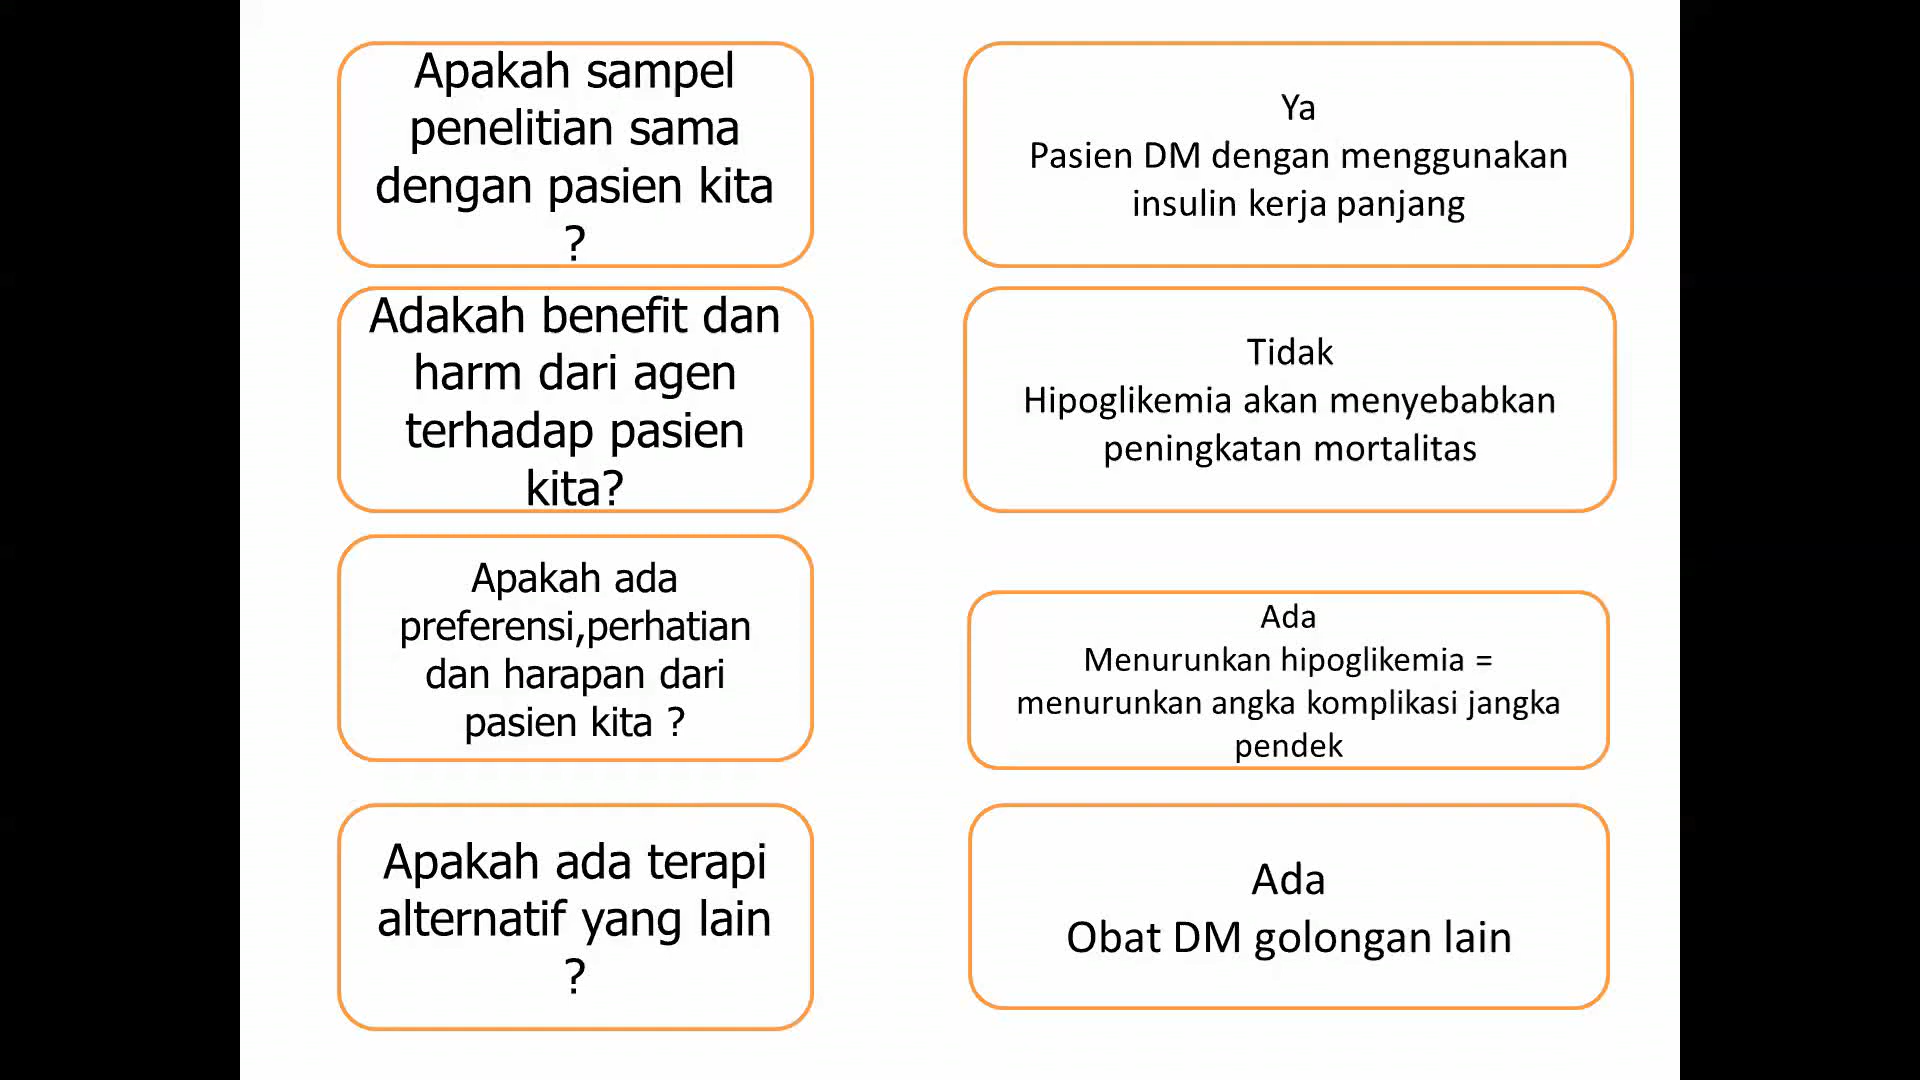 Apakah sampel
penelitian sama
dengan pasien kita
?
Ya
Pasien DM dengan menggunakan
insulin kerja panjang
Adakah benefit dan
harm dari agen
terhadap pasien
kita?
Tidak
Hipoglikemia akan menyebabkan
peningkatan mortalitas
Apakah ada
preferensi,perhatian
dan harapan dari
pasien kita ?
Ada
Menurunkan hipoglikemia =
menurunkan angka komplikasi jangka
pendek
Apakah ada terapi
alternatif yang lain
?
Ada
Obat DM golongan lain